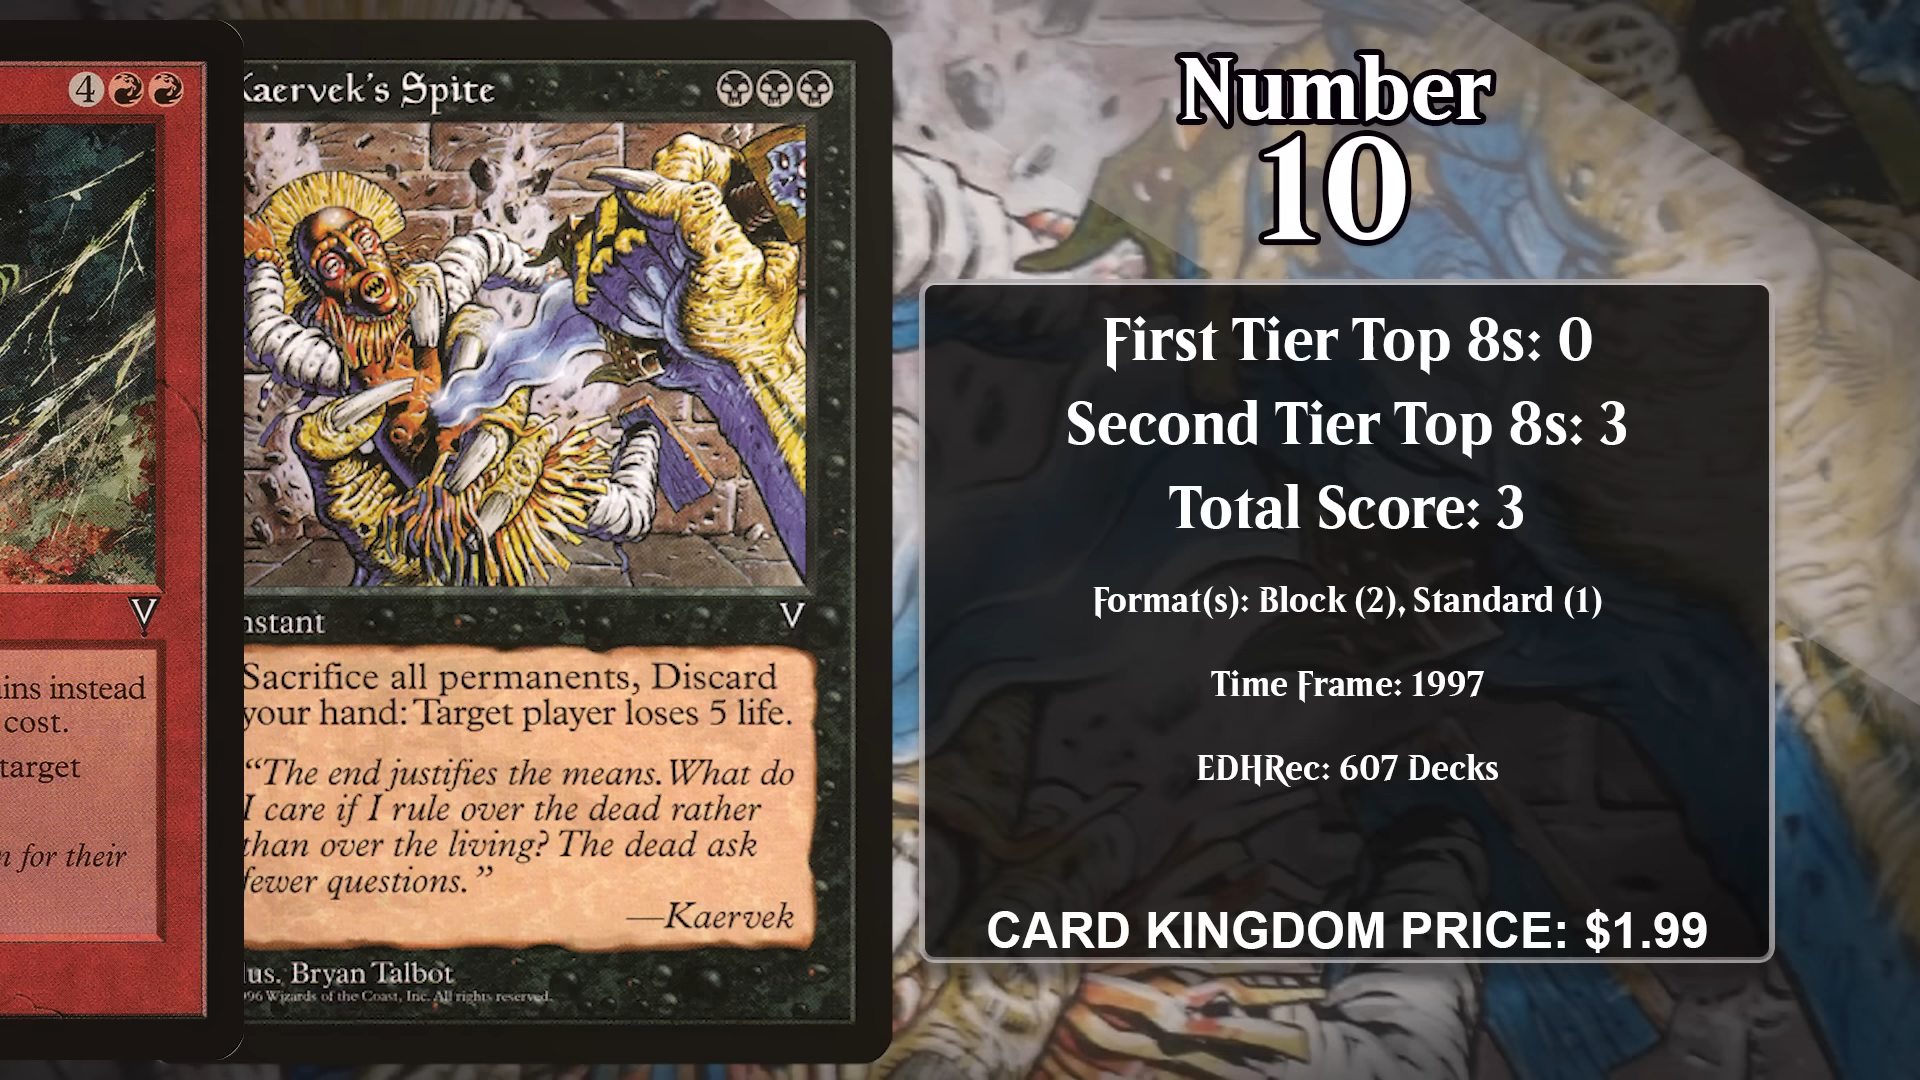 4
V
ins instead
cost.
target
for their
Kaervek's Spite
V
Sacrifice all permanents, Discard
your hand: Target player loses 5 life.
"The end justifies the means. What do
I care if I rule over the dead rather
than over the living? The dead ask
fewer questions."
—Kaervek
lus. Bryan Talbot
96 Wizards of the Coast, Inc. All rights reserved.
Number
10
First Tier Top 8s: 0
Second Tier Top 8s: 3
Total Score: 3
Format(s): Block (2), Standard (1)
Time Frame: 1997
EDHRec: 607 Decks
CARD KINGDOM PRICE: $1.99